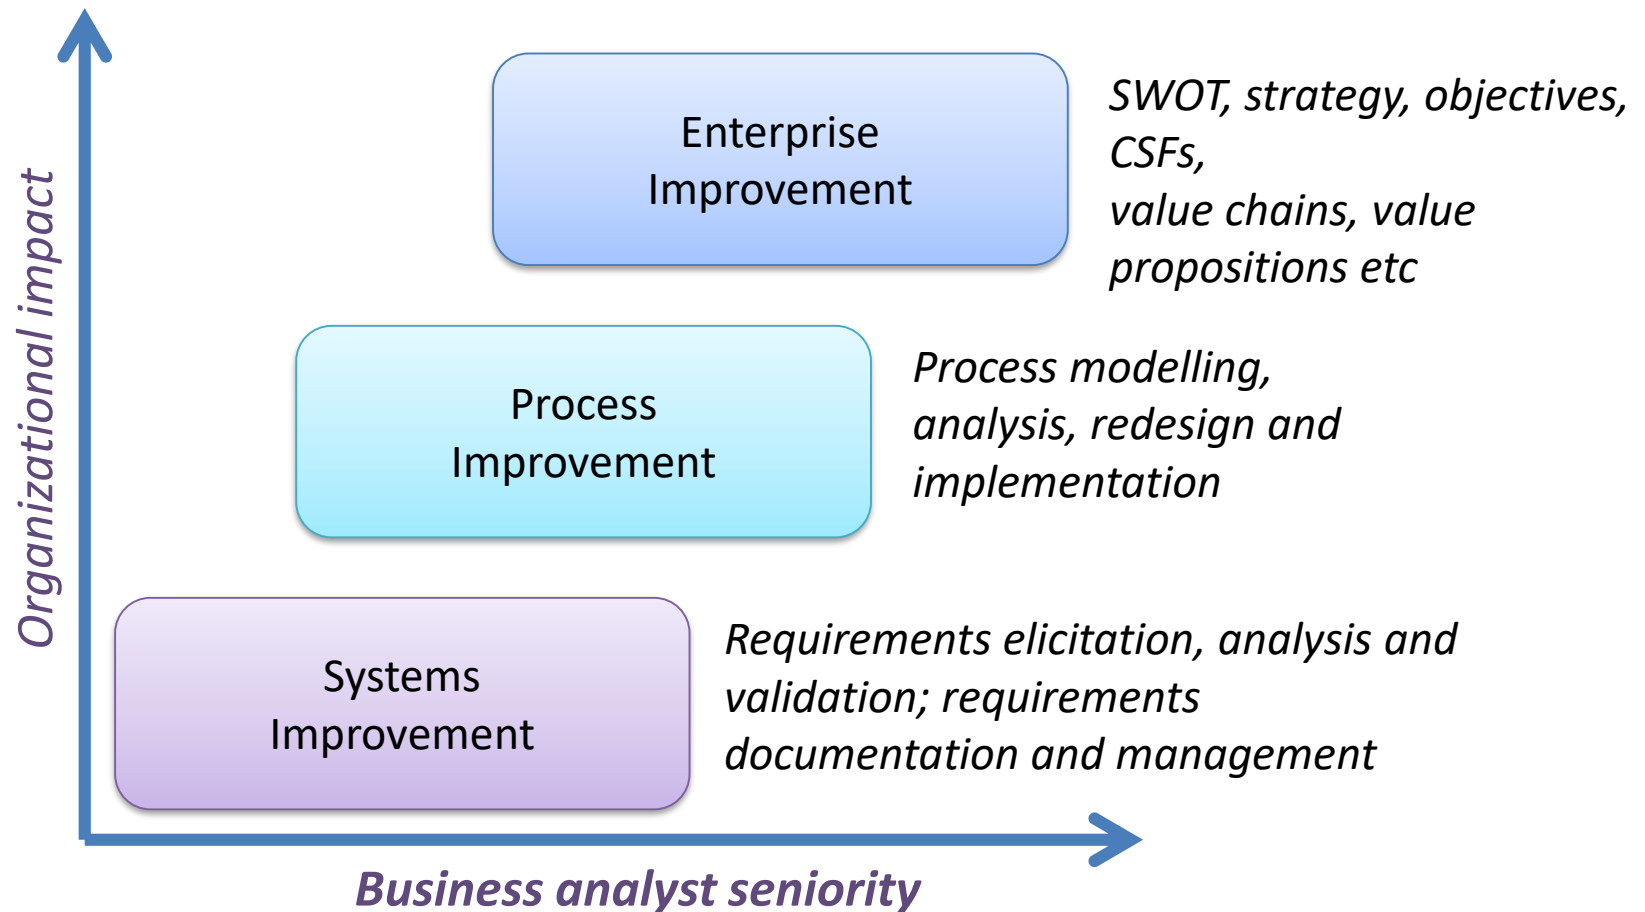 Organizational impact
Enterprise
Improvement
SWOT, strategy, objectives,
CSFs,
value chains, value
propositions etc
Process
Improvement
Process modelling,
analysis, redesign and
implementation
Systems
Improvement
Requirements elicitation, analysis and
validation; requirements
documentation and management
Business analyst seniority